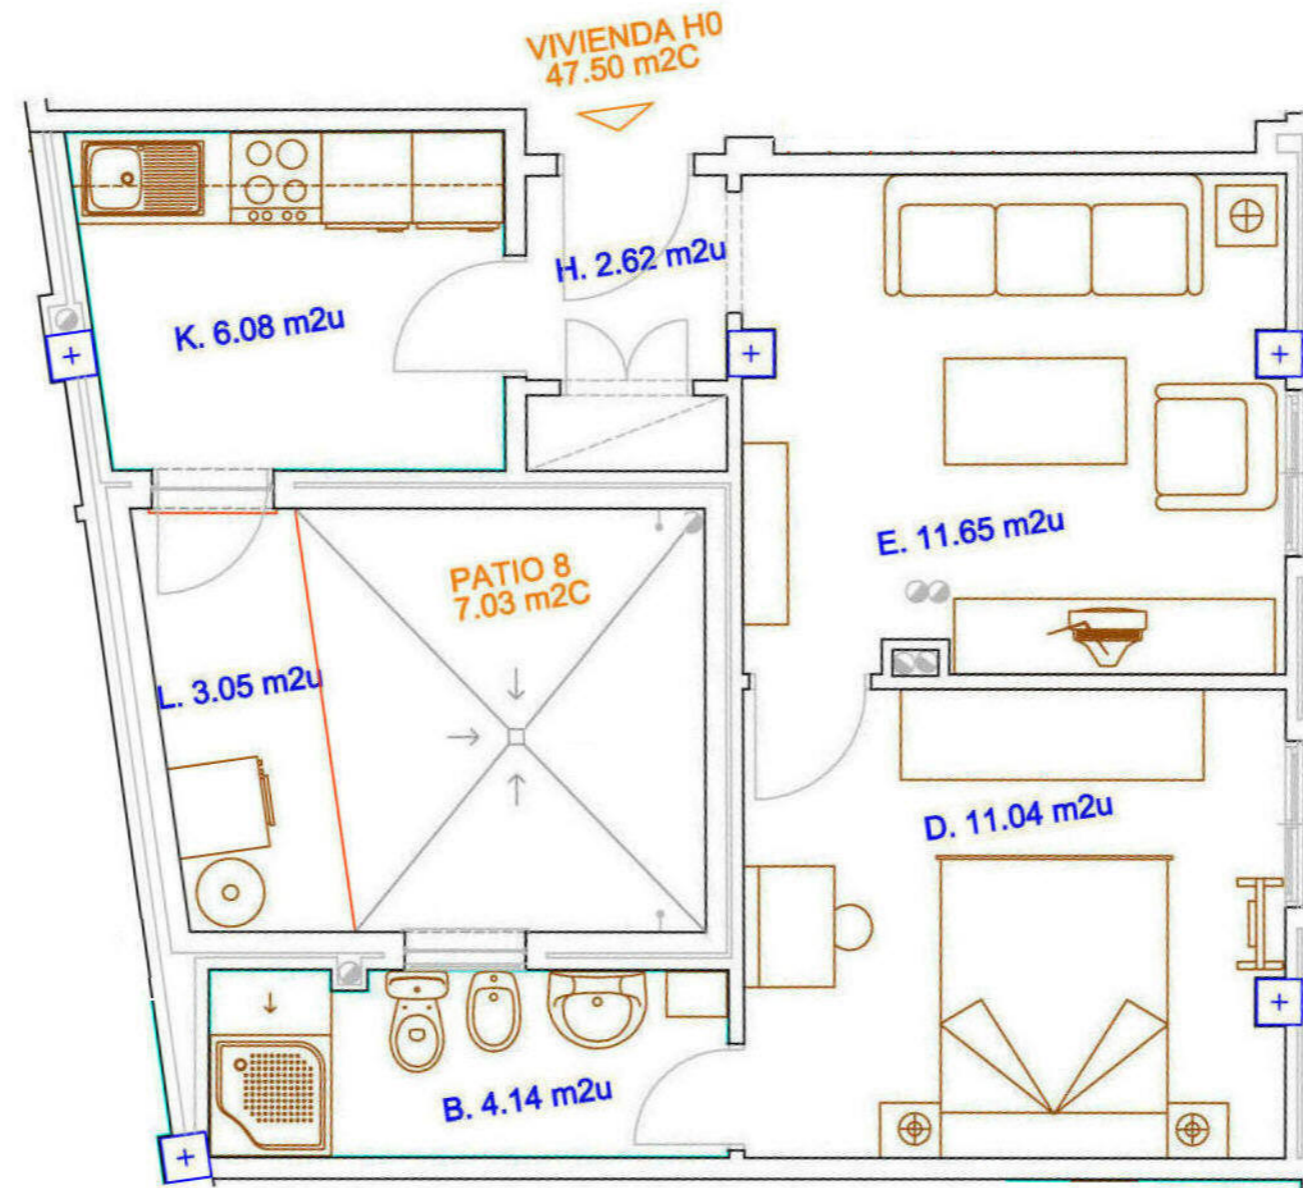 VIVIENDA H0
47.50 m2C
H. 2.62 m2u
K. 6.08 m2u
E. 11.65 m2u
PATIO 8
7.03 m2C
L. 3.05 m2u
D. 11.04 m2u
B. 4.14 m2u